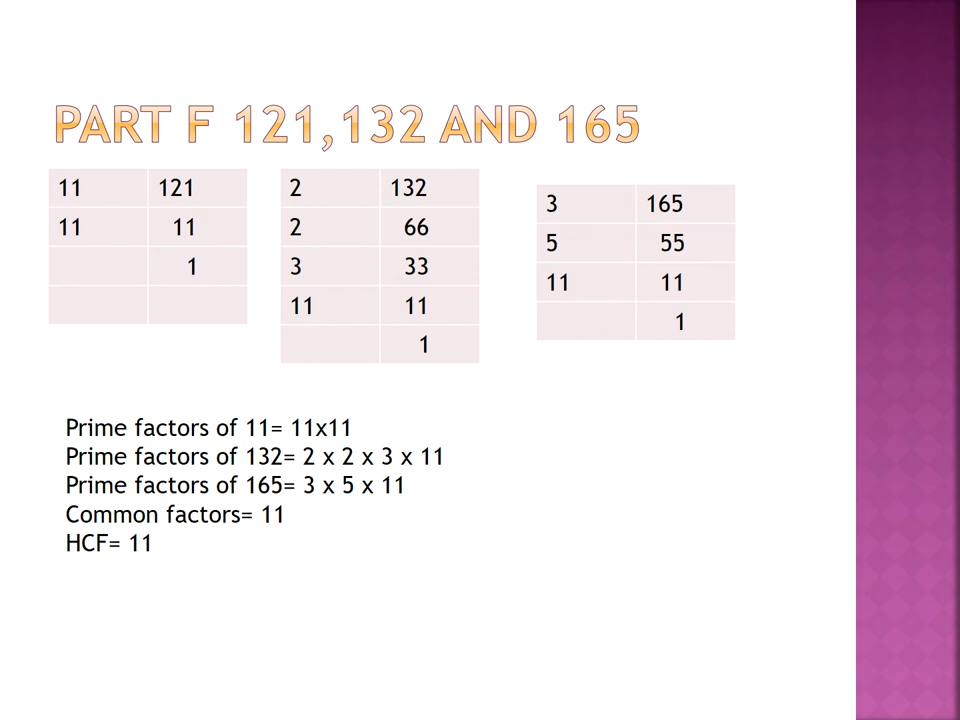 PART F 121,132 AND 165
11 121
11 11
1
2 132
2 66
3 33
11 11
1
3 165
5 55
11 11
1
Prime factors of 11= 11x11
Prime factors of 132= 2 x 2 x 3 x 11
Prime factors of 165= 3 x 5 x 11
Common factors= 11
HCF= 11